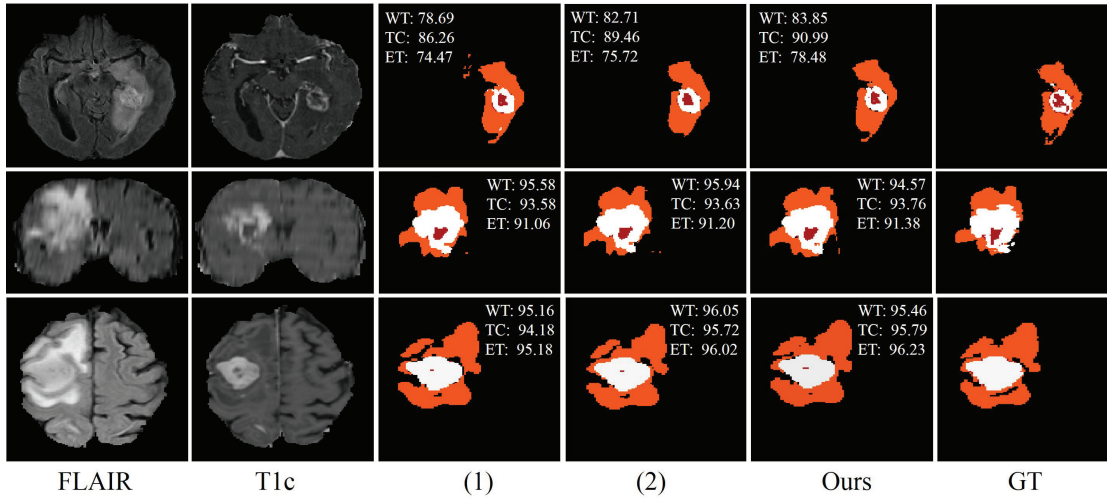 WT: 78.69
TC: 86.26
ET: 74.47
WT: 82.71
TC: 89.46
ET: 75.72
WT: 83.85
TC: 90.99
ET: 78.48
WT: 95.58
TC: 93.58
ET: 91.06
WT: 95.94
TC: 93.63
ET: 91.20
WT: 94.57
TC: 93.76
ET: 91.38
WT: 95.16
TC: 94.18
ET: 95.18
WT: 96.05
TC: 95.72
ET: 96.02
WT: 95.46
TC: 95.79
ET: 96.23
FLAIR T1c (1) (2) Ours GT